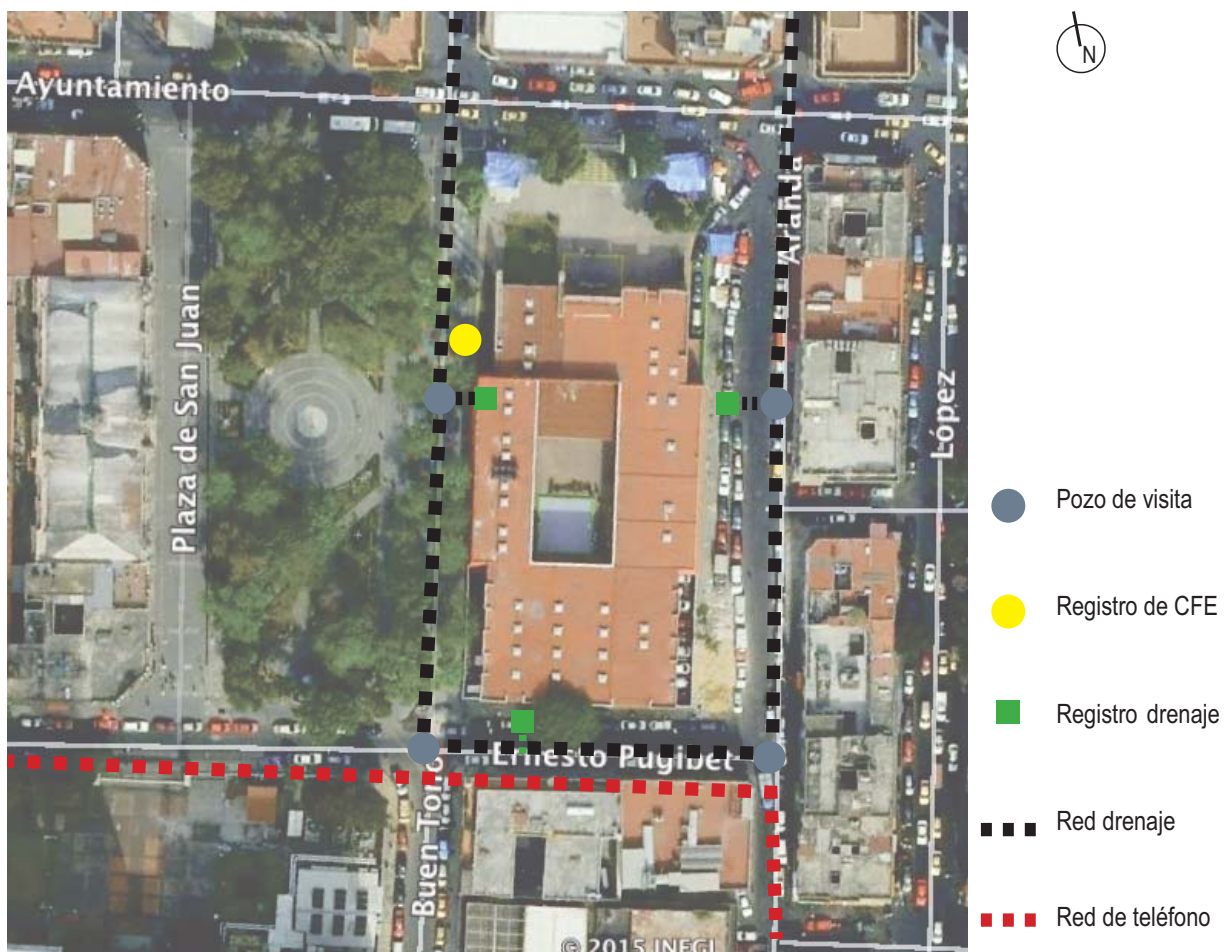 N
Ayuntamiento
Aranda
Plaza de San Juan
López
Pozo de visita
Registro de CFE
Registro drenaje
Ernesto Pugibet
Buen Tono
Red drenaje
Red de teléfono
© 2015 INEGI